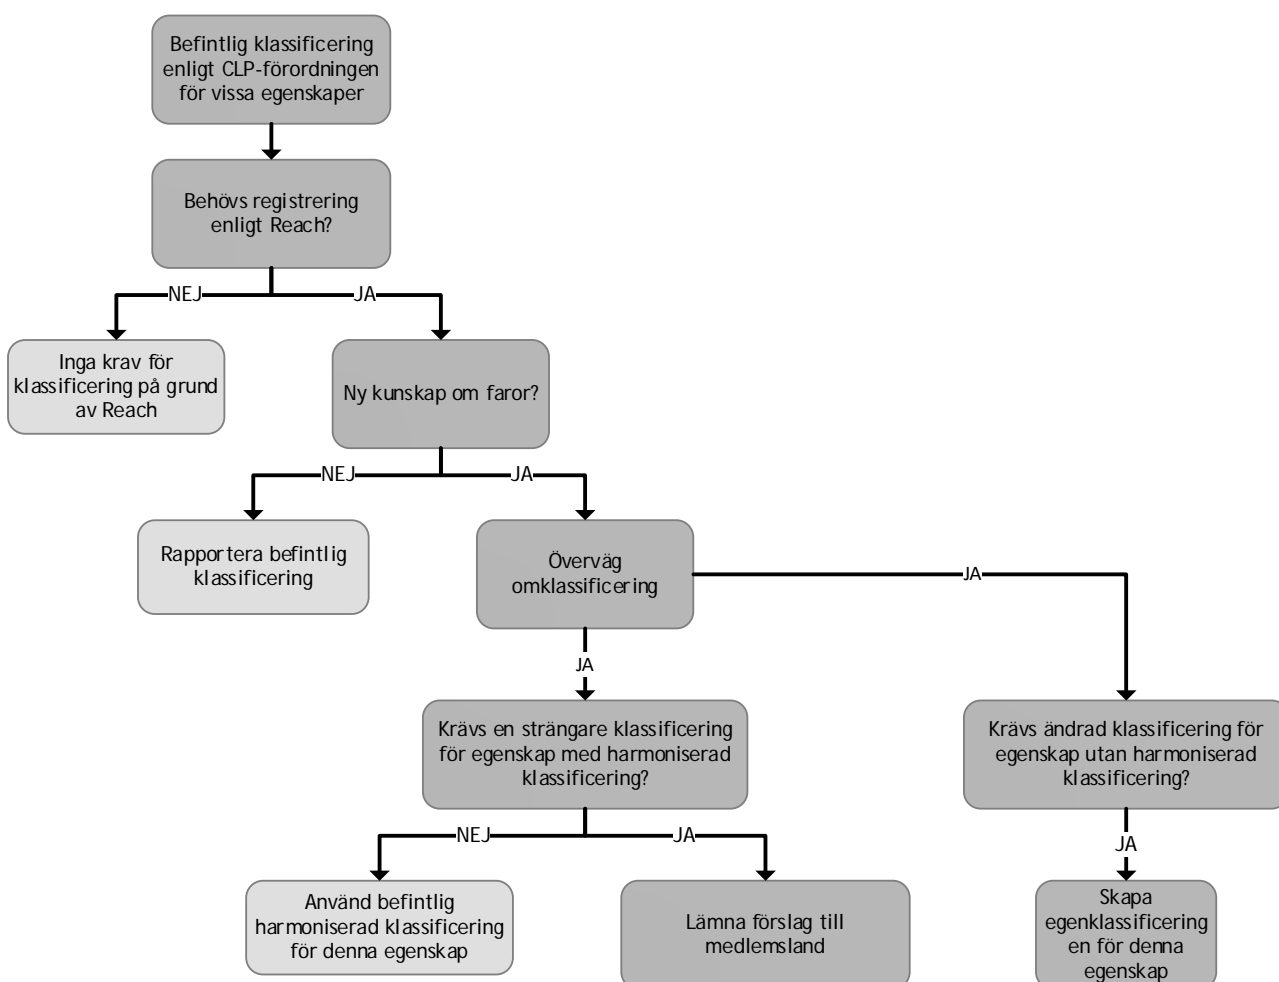 Befintlig klassificering
enligt CLP-förordningen
för vissa egenskaper
Behövs registrering
enligt Reach?
NEJ
JA
Inga krav för
klassificering på grund
av Reach
Ny kunskap om faror?
NEJ
JA
Rapportera befintlig
klassificering
Överväg
omklassificering
JA
JA
Krävs en strängare klassificering
för egenskap med harmoniserad
klassificering?
Krävs ändrad klassificering för
egenskap utan harmoniserad
klassificering?
NEJ
JA
JA
Använd befintlig
harmoniserad klassificering
för denna egenskap
Lämna förslag till
medlemsland
Skapa
egenklassificering
en för denna
egenskap